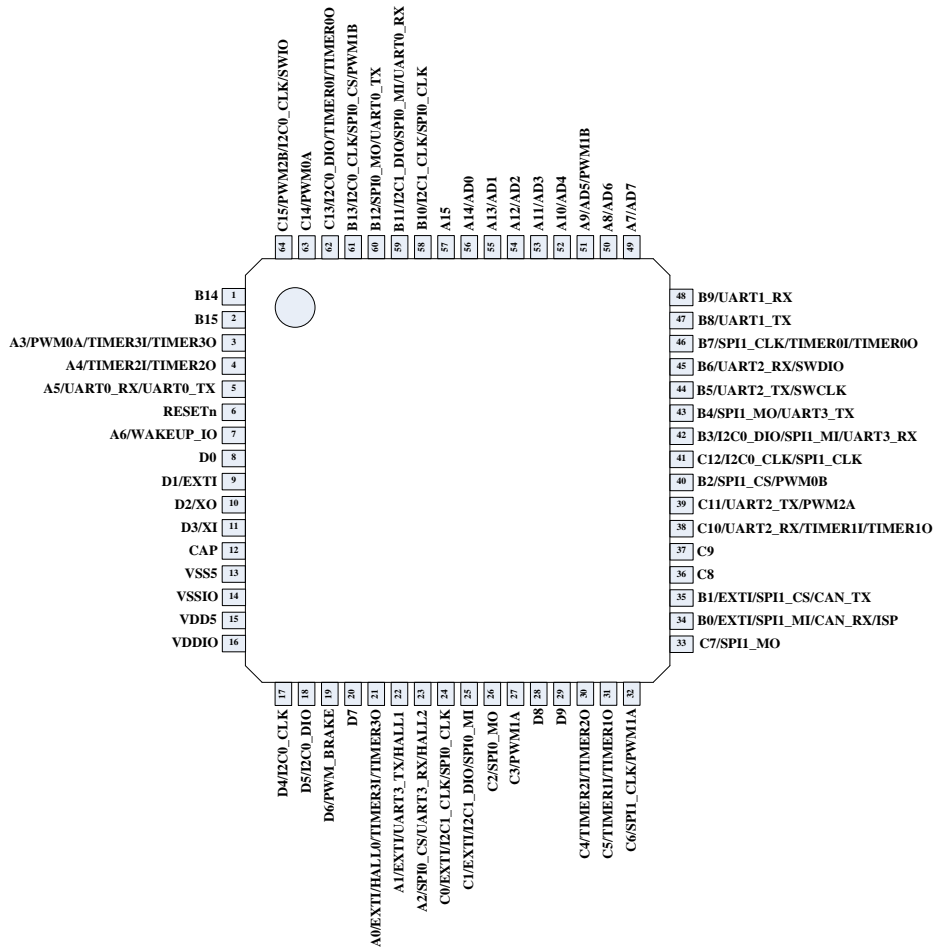 C15/PWM2B/I2C0_CLK/SWIO
C14/PWM0A
C13/I2C0_DIO/TIMER0I/TIMER0O
B13/I2C0_CLK/SPI0_CS/PWM1B
B12/SPI0_MO/UART0_TX
B11/I2C1_DIO/SPI0_MI/UART0_RX
B10/I2C1_CLK/SPI0_CLK
A15
A14/AD0
A13/AD1
A12/AD2
A11/AD3
A10/AD4
A9/AD5/PWM1B
A8/AD6
A7/AD7
64 63 62 61 60 59 58 57 56 55 54 53 52 51 50 49
B14 1
B15 2
A3/PWM0A/TIMER3I/TIMER3O 3
A4/TIMER2I/TIMER2O 4
A5/UART0_RX/UART0_TX 5
RESETn 6
A6/WAKEUP_IO 7
D0 8
D1/EXTI 9
D2/XO 10
D3/XI 11
CAP 12
VSS5 13
VSSIO 14
VDD5 15
VDDIO 16
48 B9/UART1_RX
47 B8/UART1_TX
46 B7/SPI1_CLK/TIMER0I/TIMER0O
45 B6/UART2_RX/SWDIO
44 B5/UART2_TX/SWCLK
43 B4/SPI1_MO/UART3_TX
42 B3/I2C0_DIO/SPI1_MI/UART3_RX
41 C12/I2C0_CLK/SPI1_CLK
40 B2/SPI1_CS/PWM0B
39 C11/UART2_TX/PWM2A
38 C10/UART2_RX/TIMER1I/TIMER1O
37 C9
36 C8
35 B1/EXTI/SPI1_CS/CAN_TX
34 B0/EXTI/SPI1_MI/CAN_RX/ISP
33 C7/SPI1_MO
17 18 19 20 21 22 23 24 25 26 27 28 29 30 31 32
D4/I2C0_CLK
D5/I2C0_DIO
D6/PWM_BRAKE
D7
A0/EXTI/HALL0/TIMER3I/TIMER3O
A1/EXTI/UART3_TX/HALL1
A2/SPI0_CS/UART3_RX/HALL2
C0/EXTI/I2C1_CLK/SPI0_CLK
C1/EXTI/I2C1_DIO/SPI0_MI
C2/SPI0_MO
C3/PWM1A
D8
D9
C4/TIMER2I/TIMER2O
C5/TIMER1I/TIMER1O
C6/SPI1_CLK/PWM1A